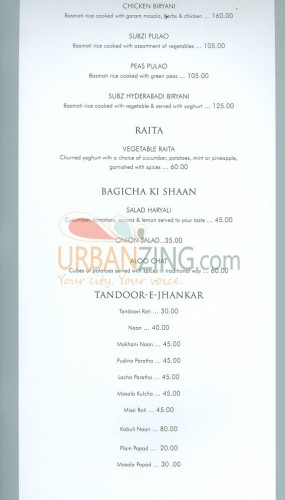 CHICKEN BIRYANI
Basmati rice cooked with garam masala, herbs & chicken ... 160.00
SUBZI PULAO
Basmati rice cooked with assortment of vegetables ... 105.00
PEAS PULAO
Basmati rice cooked with green peas ... 105.00
SUBZ HYDERABADI BIRYANI
Basmati rice cooked with vegetable & served with yoghurt ... 125.00
RAITA
VEGETABLE RAITA
Churned yoghurt with a choice of cucumber, potatoes, mint or pineapple,
garnished with spices ... 60.00
BAGICHA KI SHAAN
SALAD HARYALI
Cucumber, tomatoes, onions & lemon served to your taste ... 45.00
ONION SALAD...35.00
URBANZING.com
ALOO CHAT
Cubes of potatoes served with spices in traditional way ... 60.00
Your city. Your voice.
TANDOOR-E-JHANKAR
Tandoori Roti ... 30.00
Naan ... 40.00
Makhani Naan ... 45.00
Pudina Paratha ... 45.00
Lacha Paratha ... 45.00
Masala Kulcha ... 45.00
Missi Roti ... 45.00
Kabuli Naan ... 80.00
Plain Papad ... 20.00
Masala Papad ... 30 .00